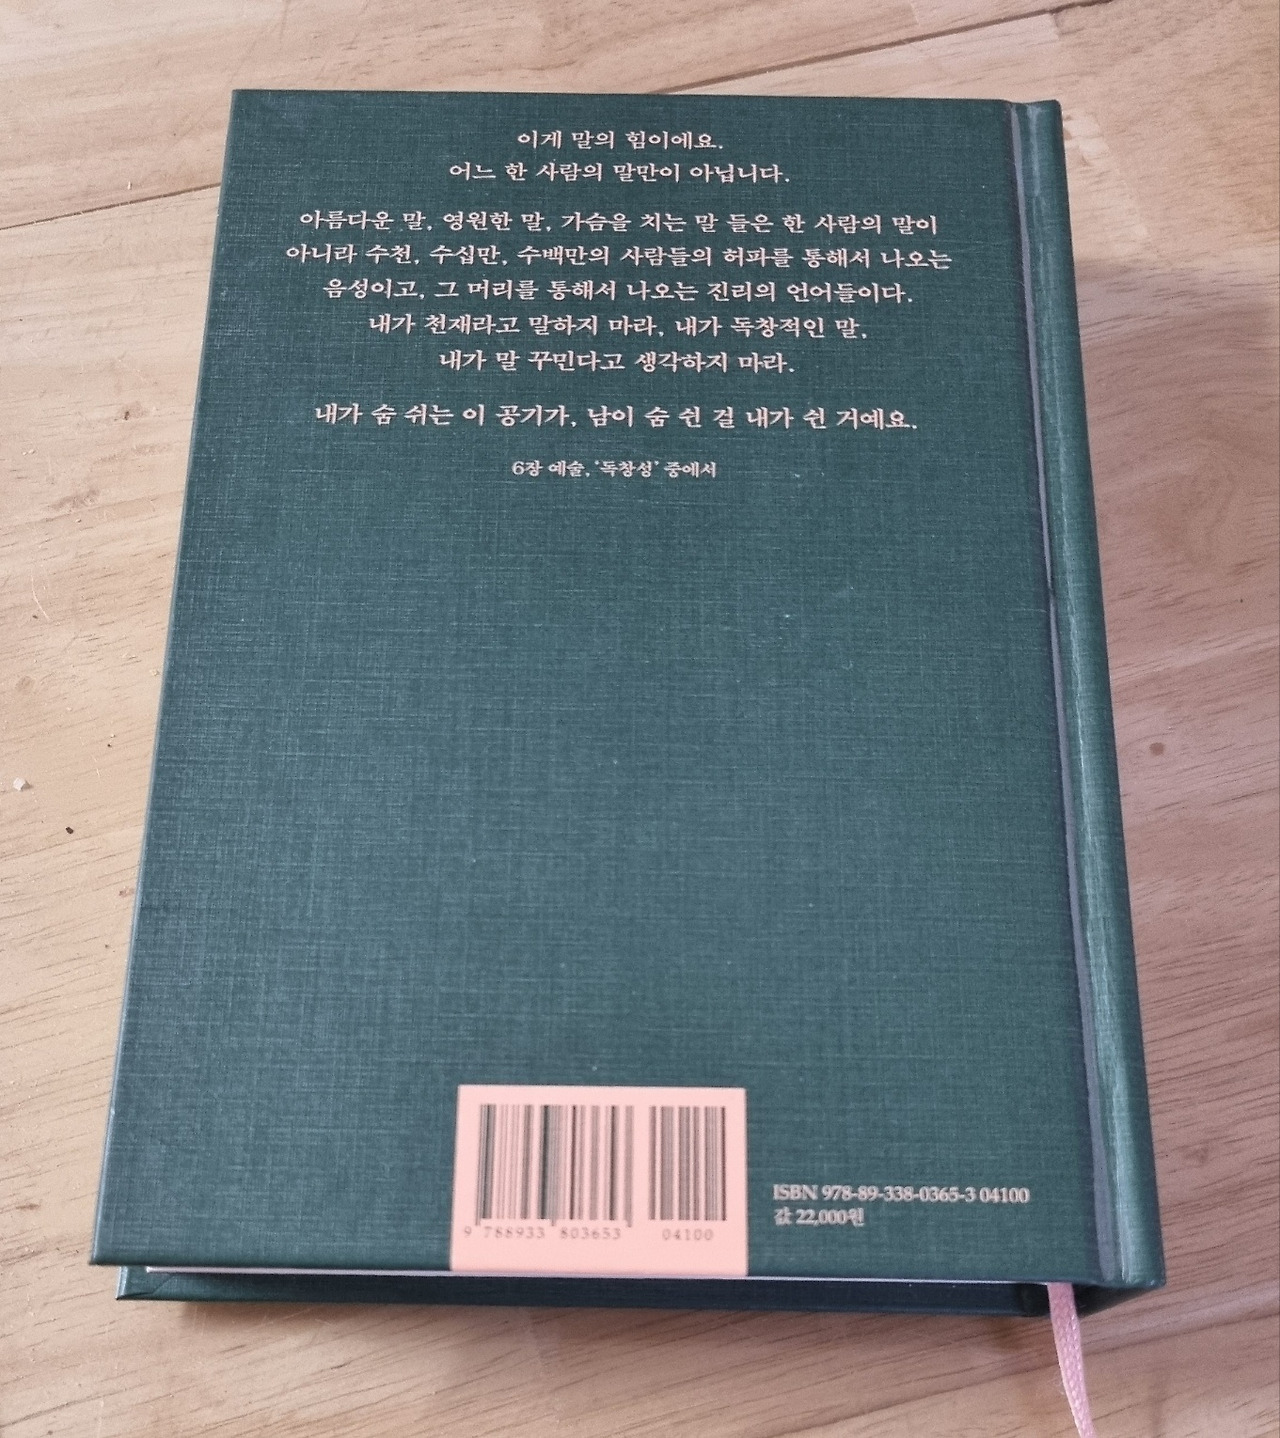 이게 말의 힘이에요.
어느 한 사람의 말만이 아닙니다.
아름다운 말, 영원한 말, 가슴을 치는 말 들은 한 사람의 말이
아니라 수천, 수십만, 수백만의 사람들의 허파를 통해서 나오는
음성이고, 그 머리를 통해서 나오는 진리의 언어들이다.
내가 천재라고 말하지 마라, 내가 독창적인 말,
내가 말 꾸민다고 생각하지 마라.
내가 숨 쉬는 이 공기가, 남이 숨 쉰 걸 내가 쉰 거예요.
6장 예술, ‘독창성’ 중에서
9 788933 803653 04100
ISBN 978-89-338-0365-3 04100
값 22,000원